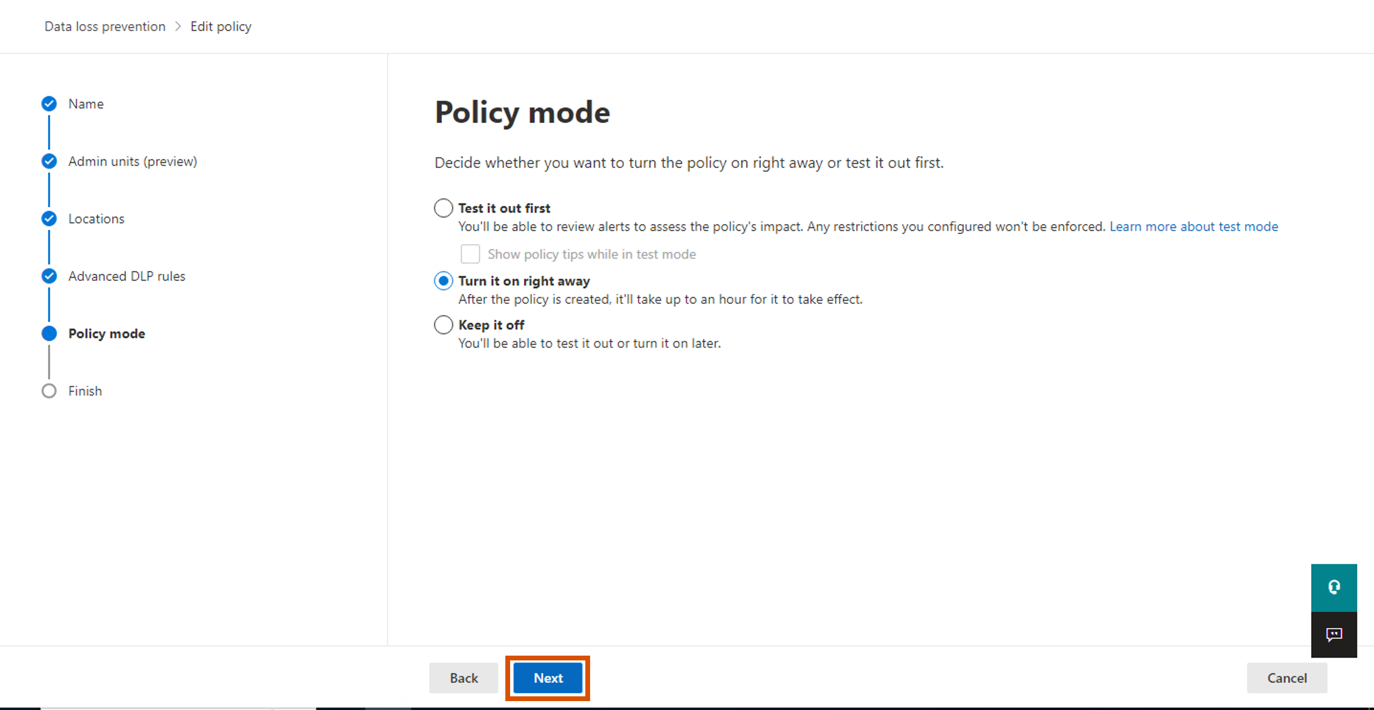 Data loss prevention > Edit policy
Name
Admin units (preview)
Locations
Advanced DLP rules
Policy mode
Finish
Policy mode
Decide whether you want to turn the policy on right away or test it out first.
Test it out first
You'll be able to review alerts to assess the policy's impact. Any restrictions you configured won't be enforced. Learn more about test mode
Show policy tips while in test mode
Turn it on right away
After the policy is created, it'll take up to an hour for it to take effect.
Keep it off
You'll be able to test it out or turn it on later.
Back Next Cancel